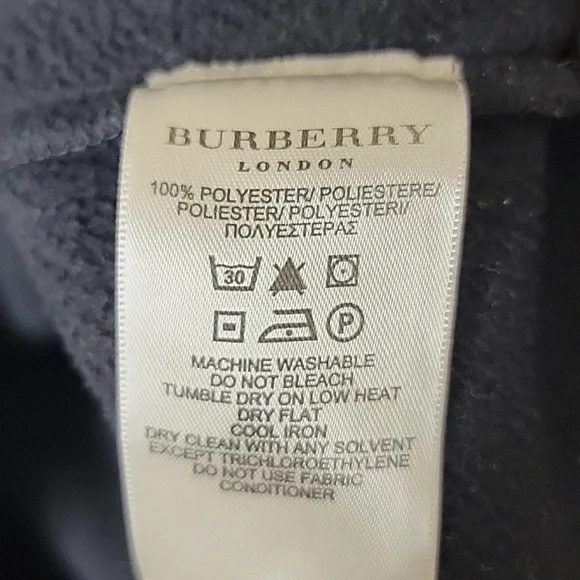 BURBERRY
LONDON
100% POLYESTER/ POLIESTERE/
POLIESTER/ POLYESTERI/
ΠΟΛΥΕΣΤΕΡΑΣ
30
P
MACHINE WASHABLE
DO NOT BLEACH
TUMBLE DRY ON LOW HEAT
DRY FLAT
COOL IRON
DRY CLEAN WITH ANY SOLVENT
EXCEPT TRICHLOROETHYLENE
DO NOT USE FABRIC
CONDITIONER